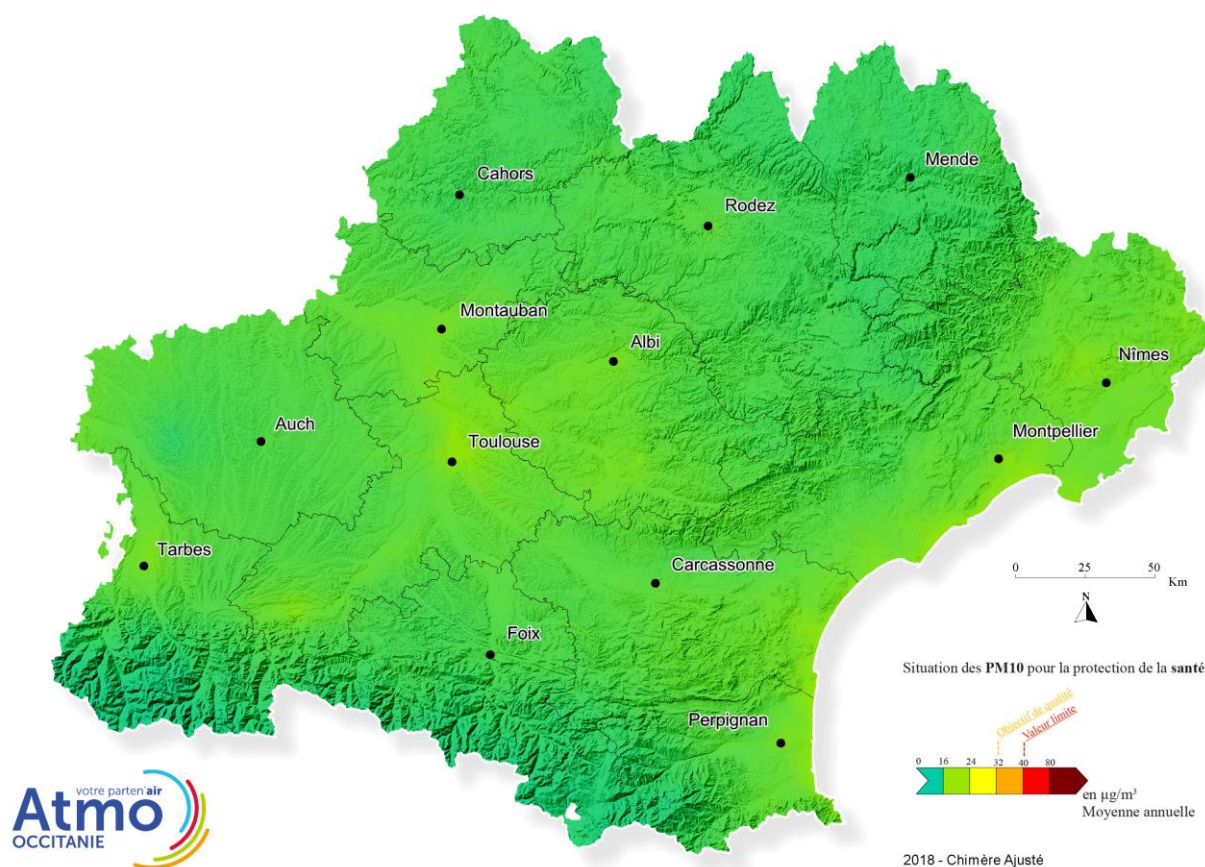 Cahors
Mende
Rodez
Montauban
Albi
Nîmes
Auch
Toulouse
Montpellier
Tarbes
Carcassonne
Foix
Perpignan
0 25 50
Km
N
Situation des PM10 pour la protection de la santé
Objectif de qualité
Valeur limite
0 16 24 32 40 80
en µg/m³
Moyenne annuelle
2018 - Chimère Ajusté
votre parten'air
Atmo
OCCITANIE